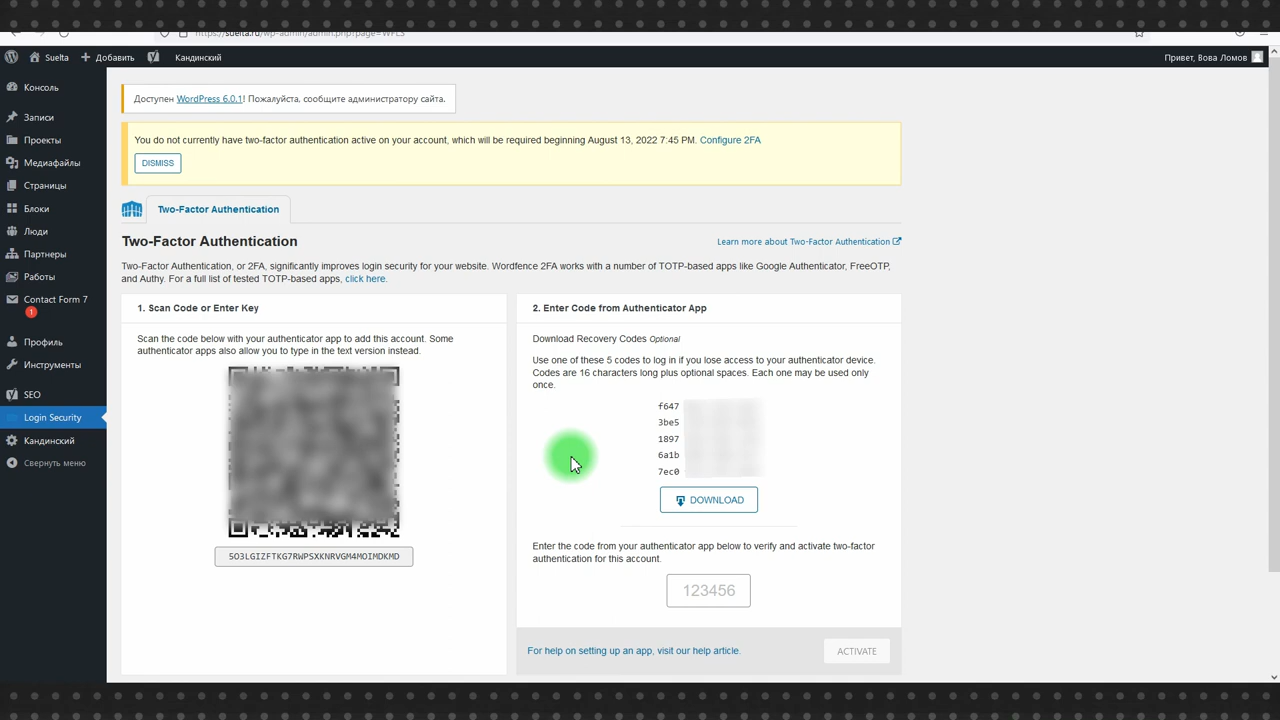 https://suelta.ru/wp-admin/admin.php?page=WFLS
Suelta
Добавить
Кандинский
Привет, Вова Ломов
Консоль
Записи
Проекты
Медиафайлы
Страницы
Блоки
Люди
Партнеры
Работы
Contact Form 7
1
Профиль
Инструменты
SEO
Login Security
Кандинский
Свернуть меню
Доступен WordPress 6.0.1! Пожалуйста, сообщите администратору сайта.
You do not currently have two-factor authentication active on your account, which will be required beginning August 13, 2022 7:45 PM. Configure 2FA
DISMISS
Two-Factor Authentication
Two-Factor Authentication
Learn more about Two-Factor Authentication
Two-Factor Authentication, or 2FA, significantly improves login security for your website. Wordfence 2FA works with a number of TOTP-based apps like Google Authenticator, FreeOTP,
and Authy. For a full list of tested TOTP-based apps, click here.
1. Scan Code or Enter Key
Scan the code below with your authenticator app to add this account. Some
authenticator apps also allow you to type in the text version instead.
5O3LGIZFTKG7RWPSXKNRVGM4MOIMDKMD
2. Enter Code from Authenticator App
Download Recovery Codes Optional
Use one of these 5 codes to log in if you lose access to your authenticator device.
Codes are 16 characters long plus optional spaces. Each one may be used only
once.
f647
3be5
1897
6a1b
7ec0
DOWNLOAD
Enter the code from your authenticator app below to verify and activate two-factor
authentication for this account.
123456
For help on setting up an app, visit our help article.
ACTIVATE